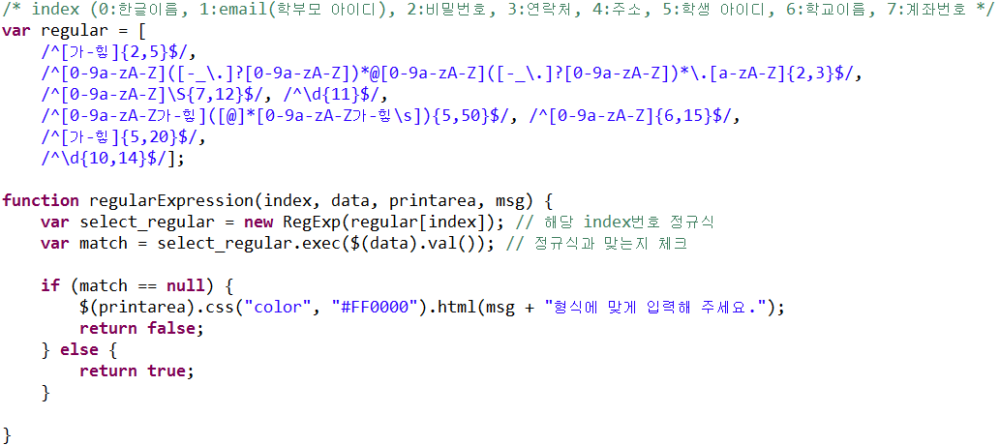 /* index (0:한글이름, 1:email(학부모 아이디), 2:비밀번호, 3:연락처, 4:주소, 5:학생 아이디, 6:학교이름, 7:계좌번호 */
var regular = [
    /^[가-힣]{2,5}$/,
    /^[0-9a-zA-Z]([-_\.]?[0-9a-zA-Z])*@[0-9a-zA-Z]([-_\.]?[0-9a-zA-Z])*\.[a-zA-Z]{2,3}$/,
    /^[0-9a-zA-Z]\S{7,12}$/, /^\d{11}$/,
    /^[0-9a-zA-Z가-힣]([@]*[0-9a-zA-Z가-힣\s]){5,50}$/, /^[0-9a-zA-Z]{6,15}$/,
    /^[가-힣]{5,20}$/,
    /^\d{10,14}$/];

function regularExpression(index, data, printarea, msg) {
    var select_regular = new RegExp(regular[index]); // 해당 index번호 정규식
    var match = select_regular.exec($(data).val()); // 정규식과 맞는지 체크

    if (match == null) {
        $(printarea).css("color", "#FF0000").html(msg + "형식에 맞게 입력해 주세요.");
        return false;
    } else {
        return true;
    }

}